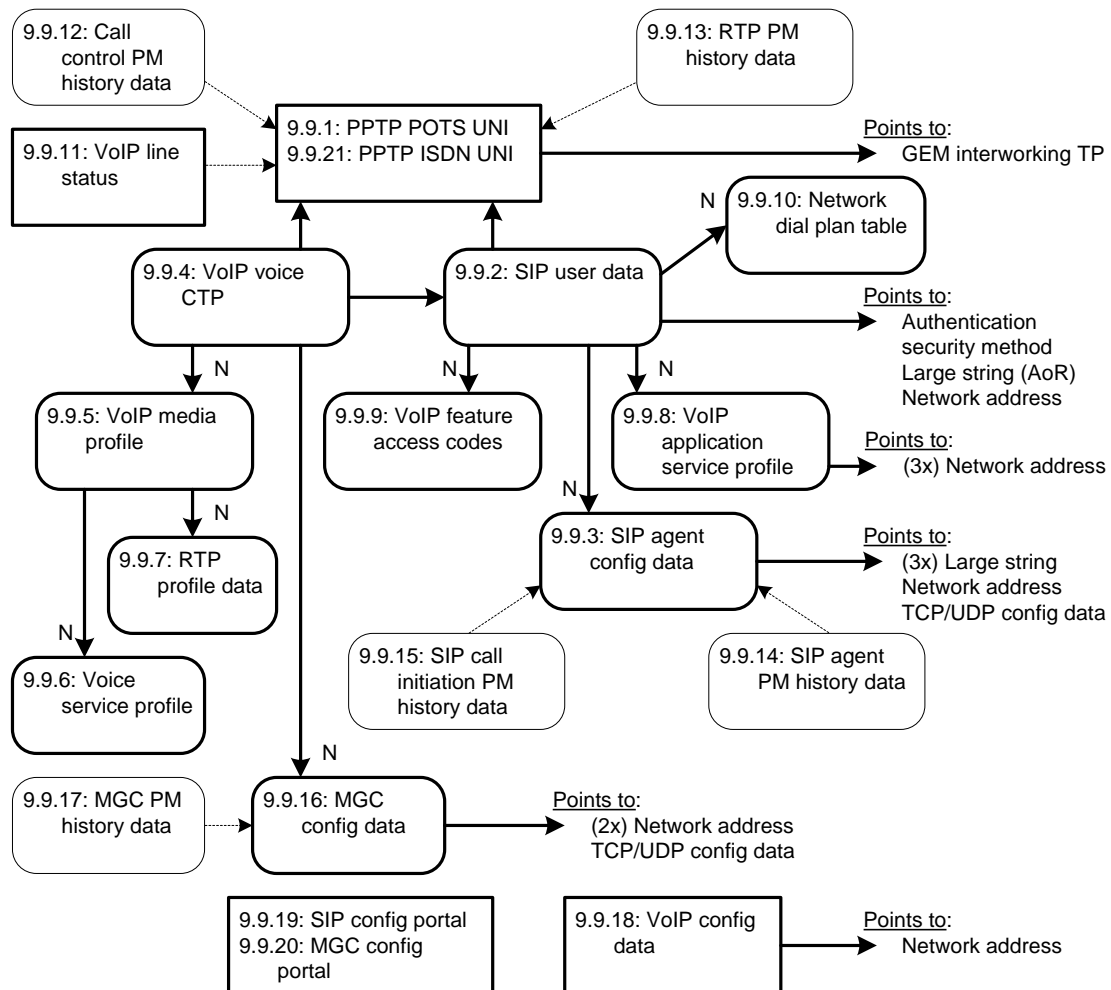 9.9.12: Call
control PM
history data
9.9.13: RTP PM
history data
9.9.1: PPTP POTS UNI
9.9.21: PPTP ISDN UNI
Points to:
GEM interworking TP
9.9.11: VoIP line
status
N
9.9.10: Network
dial plan table
9.9.4: VoIP voice
CTP
9.9.2: SIP user data
Points to:
Authentication
security method
Large string (AoR)
Network address
N
N
N
9.9.5: VoIP media
profile
9.9.9: VoIP feature
access codes
9.9.8: VoIP
application
service profile
Points to:
(3x) Network address
N
N
9.9.3: SIP agent
config data
Points to:
(3x) Large string
Network address
TCP/UDP config data
9.9.7: RTP
profile data
N
9.9.6: Voice
service profile
9.9.15: SIP call
initiation PM
history data
9.9.14: SIP agent
PM history data
N
9.9.17: MGC PM
history data
9.9.16: MGC
config data
Points to:
(2x) Network address
TCP/UDP config data
9.9.19: SIP config portal
9.9.20: MGC config
portal
9.9.18: VoIP config
data
Points to:
Network address